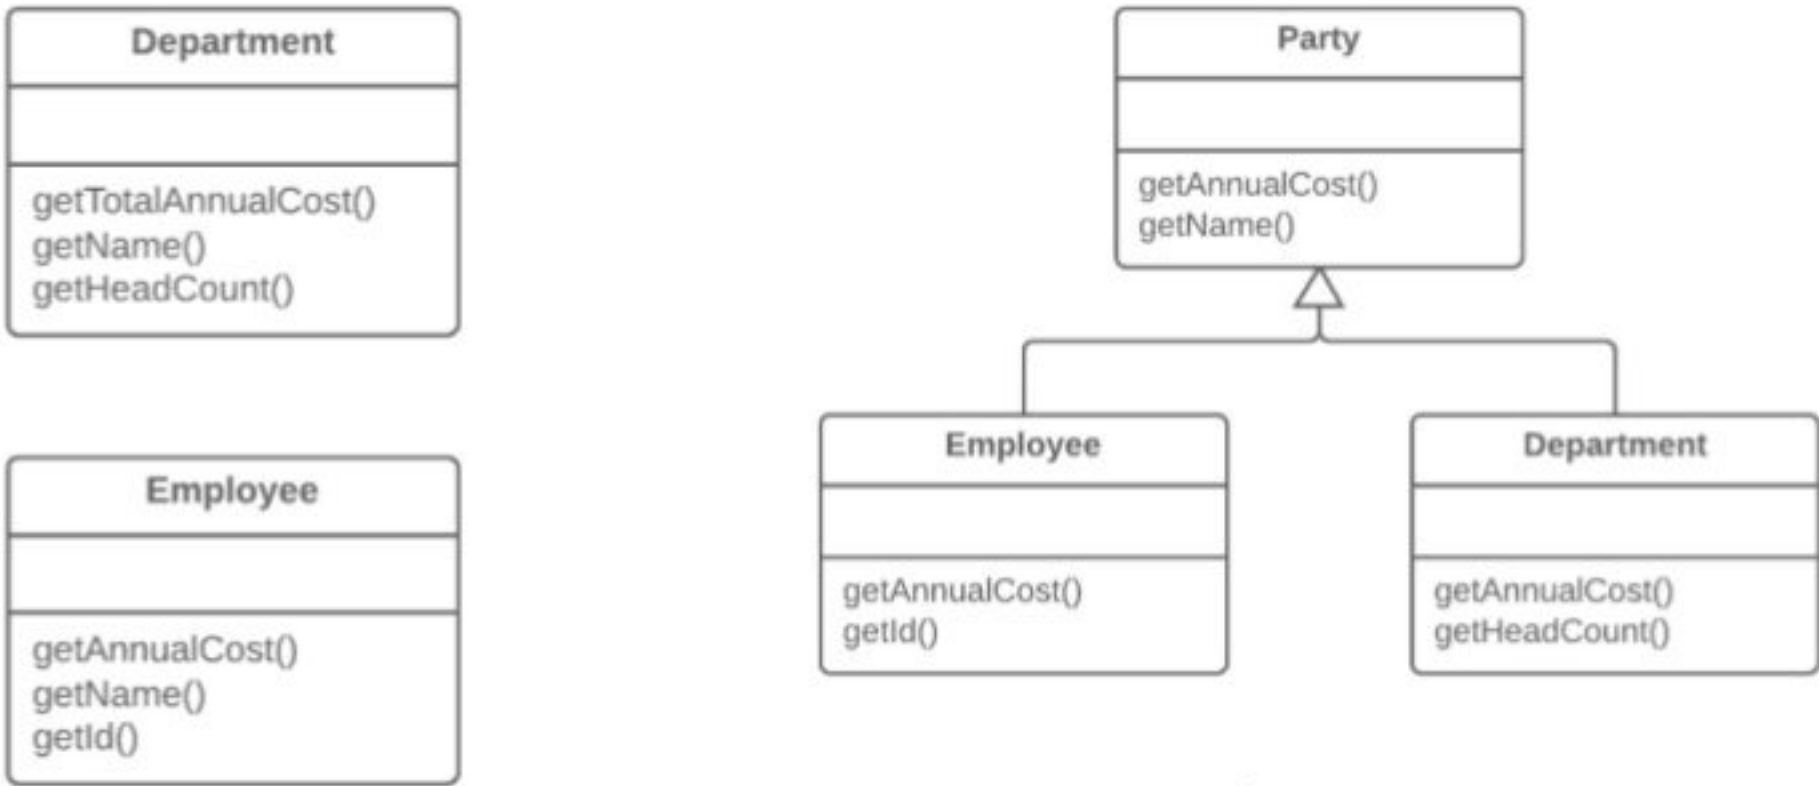 Department
getTotalAnnualCost()
getName()
getHeadCount()
Employee
getAnnualCost()
getName()
getId()
Party
getAnnualCost()
getName()
Employee
getAnnualCost()
getId()
Department
getAnnualCost()
getHeadCount()